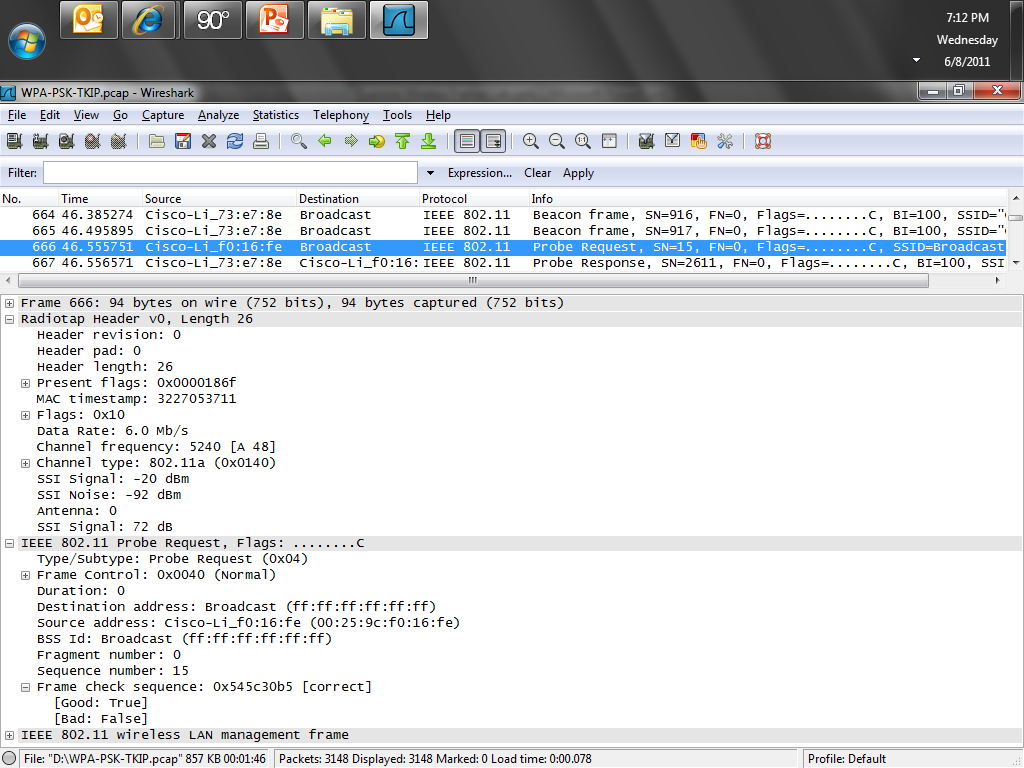 90°
7:12 PM
Wednesday
6/8/2011
WPA-PSK-TKIP.pcap - Wireshark
File Edit View Go Capture Analyze Statistics Telephony Tools Help
Filter: Expression... Clear Apply
No. Time Source Destination Protocol Info
664 46.385274 Cisco-Li_73:e7:8e Broadcast IEEE 802.11 Beacon frame, SN=916, FN=0, Flags=........C, BI=100, SSID="
665 46.495895 Cisco-Li_73:e7:8e Broadcast IEEE 802.11 Beacon frame, SN=917, FN=0, Flags=........C, BI=100, SSID="
666 46.555751 Cisco-Li_f0:16:fe Broadcast IEEE 802.11 Probe Request, SN=15, FN=0, Flags=........C, SSID=Broadcast
667 46.556571 Cisco-Li_73:e7:8e Cisco-Li_f0:16: IEEE 802.11 Probe Response, SN=2611, FN=0, Flags=........C, BI=100, SSI
Frame 666: 94 bytes on wire (752 bits), 94 bytes captured (752 bits)
Radiotap Header v0, Length 26
Header revision: 0
Header pad: 0
Header length: 26
Present flags: 0x0000186f
MAC timestamp: 3227053711
Flags: 0x10
Data Rate: 6.0 Mb/s
Channel frequency: 5240 [A 48]
Channel type: 802.11a (0x0140)
SSI Signal: -20 dBm
SSI Noise: -92 dBm
Antenna: 0
SSI Signal: 72 dB
IEEE 802.11 Probe Request, Flags: ........C
Type/Subtype: Probe Request (0x04)
Frame Control: 0x0040 (Normal)
Duration: 0
Destination address: Broadcast (ff:ff:ff:ff:ff:ff)
Source address: Cisco-Li_f0:16:fe (00:25:9c:f0:16:fe)
BSS Id: Broadcast (ff:ff:ff:ff:ff:ff)
Fragment number: 0
Sequence number: 15
Frame check sequence: 0x545c30b5 [correct]
[Good: True]
[Bad: False]
IEEE 802.11 wireless LAN management frame
File: "D:\WPA-PSK-TKIP.pcap" 857 KB 00:01:46 Packets: 3148 Displayed: 3148 Marked: 0 Load time: 0:00.078 Profile: Default